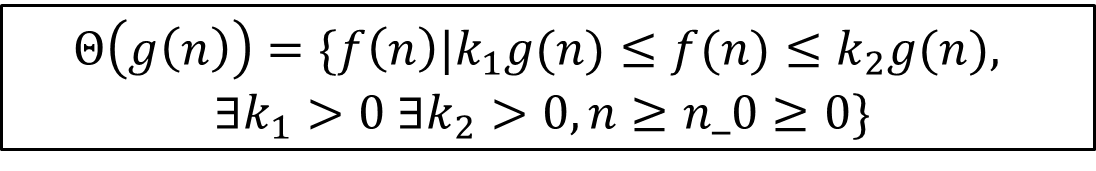 Θ(g(n)) = {f(n)|k₁g(n) ≤ f(n) ≤ k₂g(n),
∃k₁ > 0 ∃k₂ > 0, n ≥ n_0 ≥ 0}